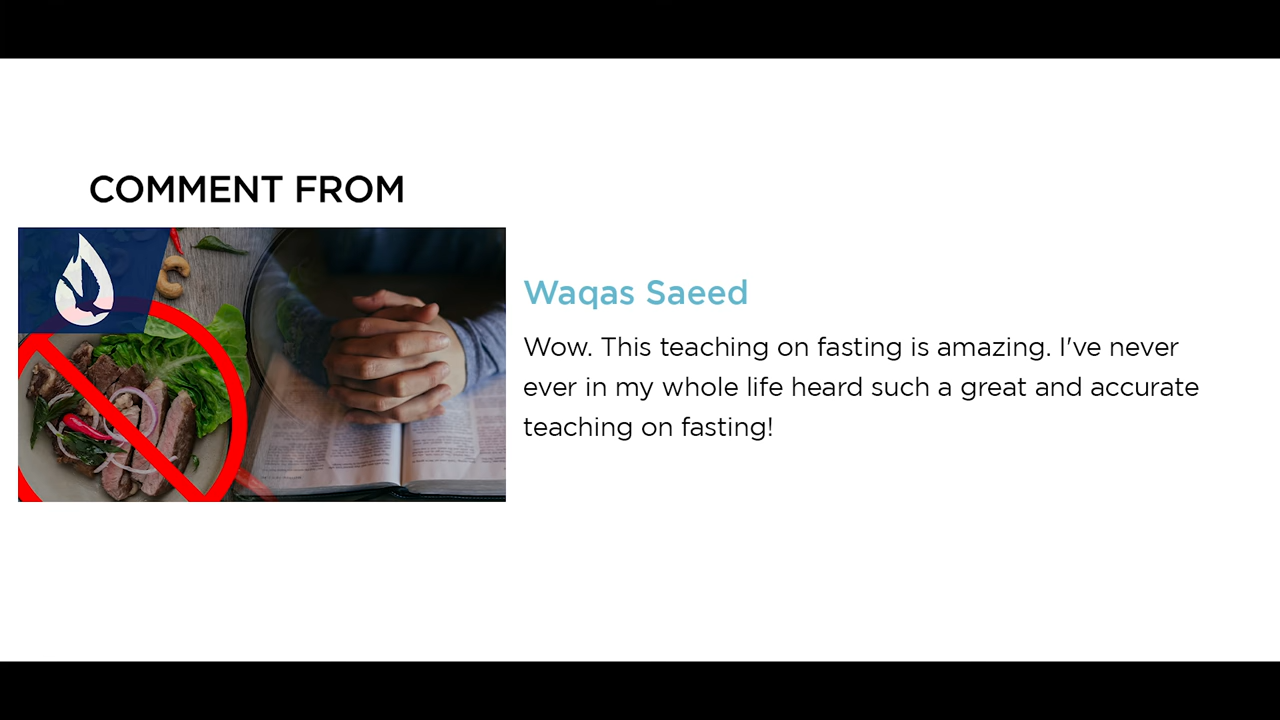 COMMENT FROM
Waqas Saeed
Wow. This teaching on fasting is amazing. I've never
ever in my whole life heard such a great and accurate
teaching on fasting!